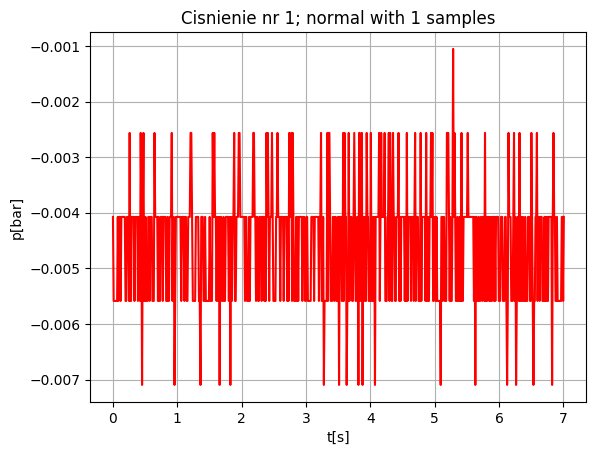 Cisnienie nr 1; normal with 1 samples
−0.001
−0.002
−0.003
−0.004
−0.005
−0.006
−0.007
p[bar]
0 1 2 3 4 5 6 7
t[s]